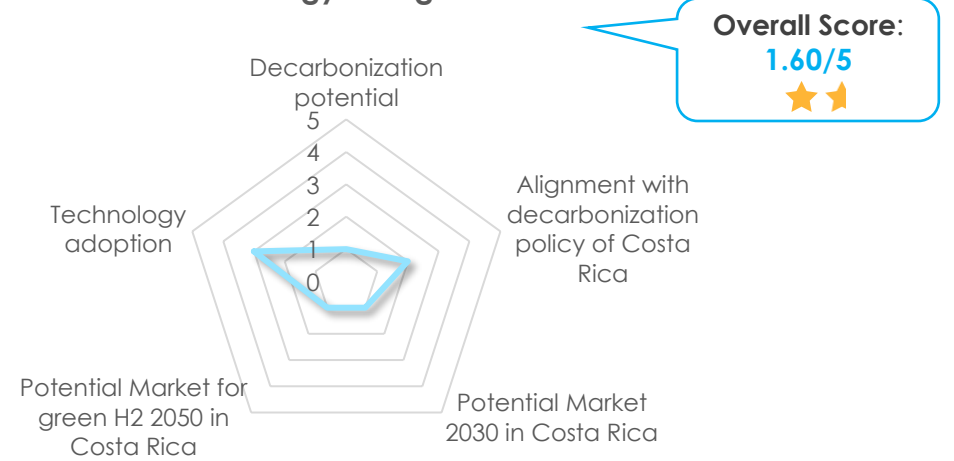 Overall Score:
1.60/5
Decarbonization
potential
5
4
3
2
1
0
Alignment with
decarbonization
policy of Costa
Rica
Technology
adoption
Potential Market for
green H2 2050 in
Costa Rica
Potential Market
2030 in Costa Rica